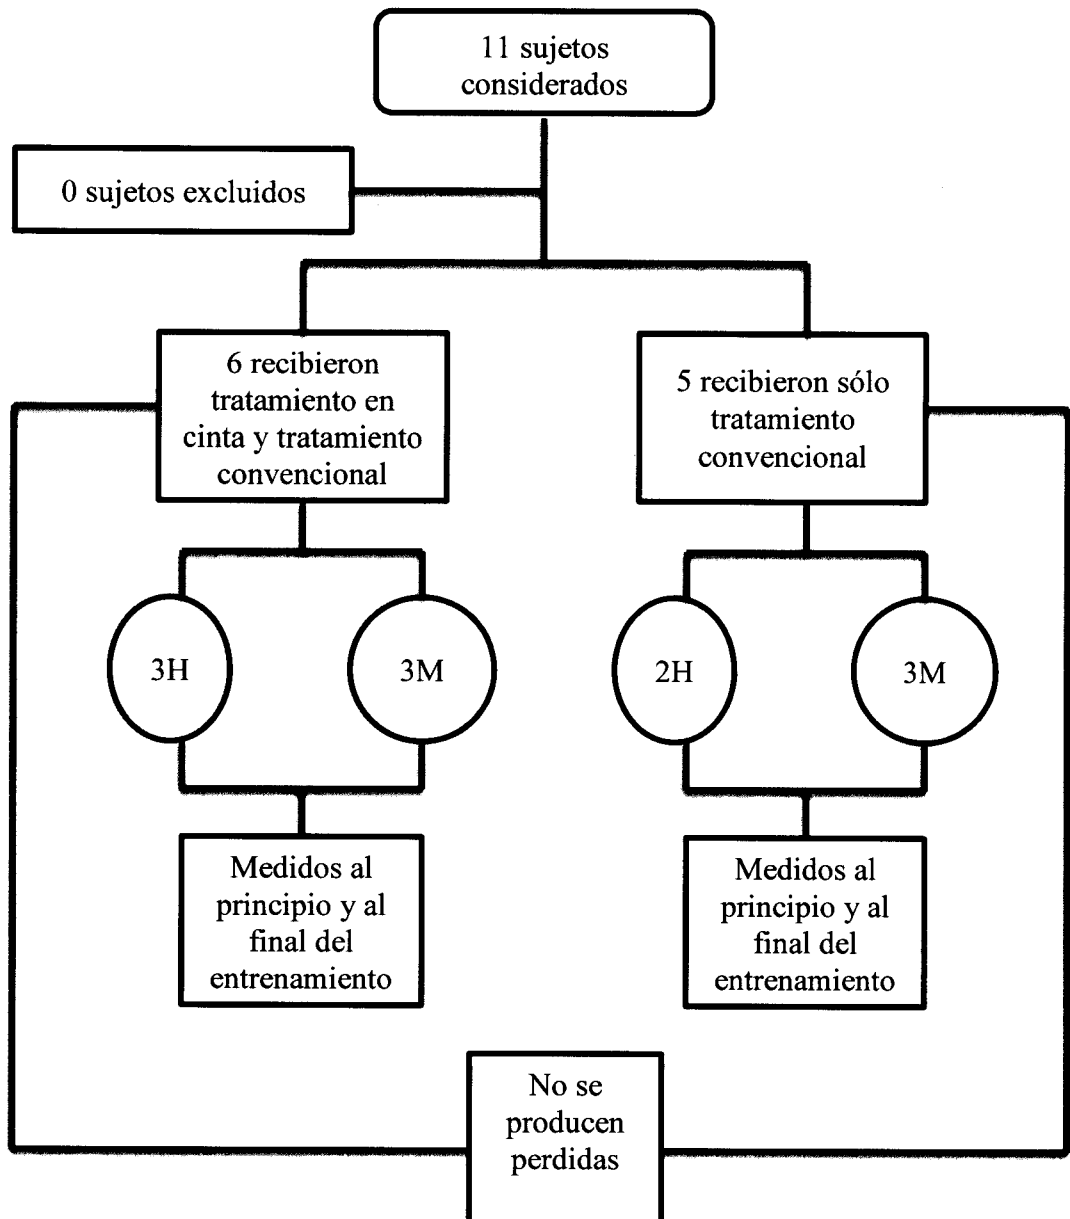 11 sujetos
considerados
0 sujetos excluidos
6 recibieron
tratamiento en
cinta y tratamiento
convencional
5 recibieron sólo
tratamiento
convencional
3H
3M
2H
3M
Medidos al
principio y al
final del
entrenamiento
Medidos al
principio y al
final del
entrenamiento
No se
producen
perdidas